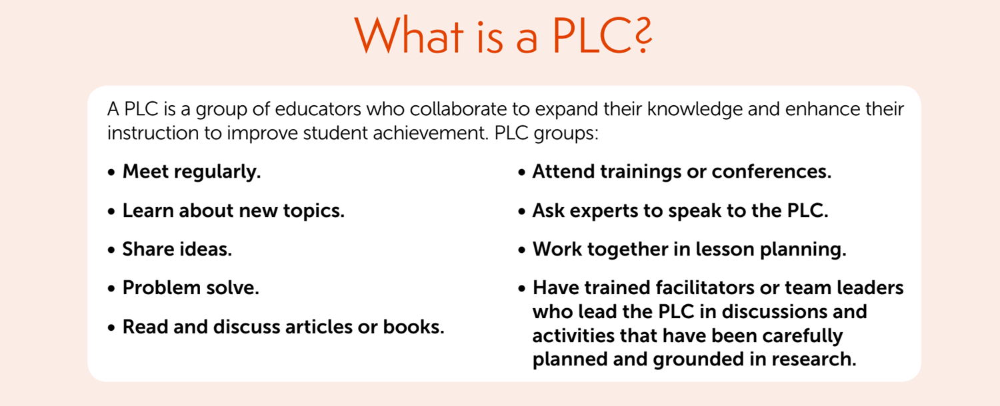 What is a PLC?
A PLC is a group of educators who collaborate to expand their knowledge and enhance their
instruction to improve student achievement. PLC groups:
• Meet regularly.
• Learn about new topics.
• Share ideas.
• Problem solve.
• Read and discuss articles or books.
• Attend trainings or conferences.
• Ask experts to speak to the PLC.
• Work together in lesson planning.
• Have trained facilitators or team leaders
who lead the PLC in discussions and
activities that have been carefully
planned and grounded in research.